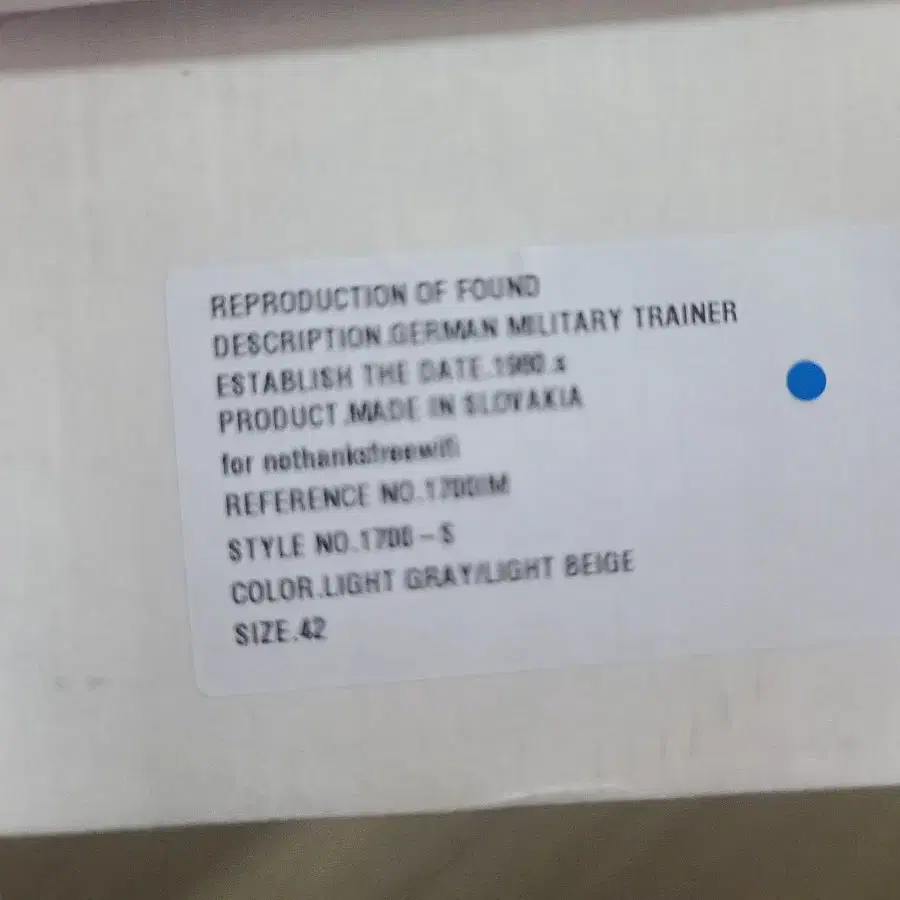 REPRODUCTION OF FOUND
DESCRIPTION.GERMAN MILITARY TRAINER
ESTABLISH THE DATE.1980.s
PRODUCT.MADE IN SLOVAKIA
for nothanksfreewifi
REFERENCE NO.
STYLE NO.1700-S
COLOR.LIGHT GRAY/LIGHT BEIGE
SIZE.42